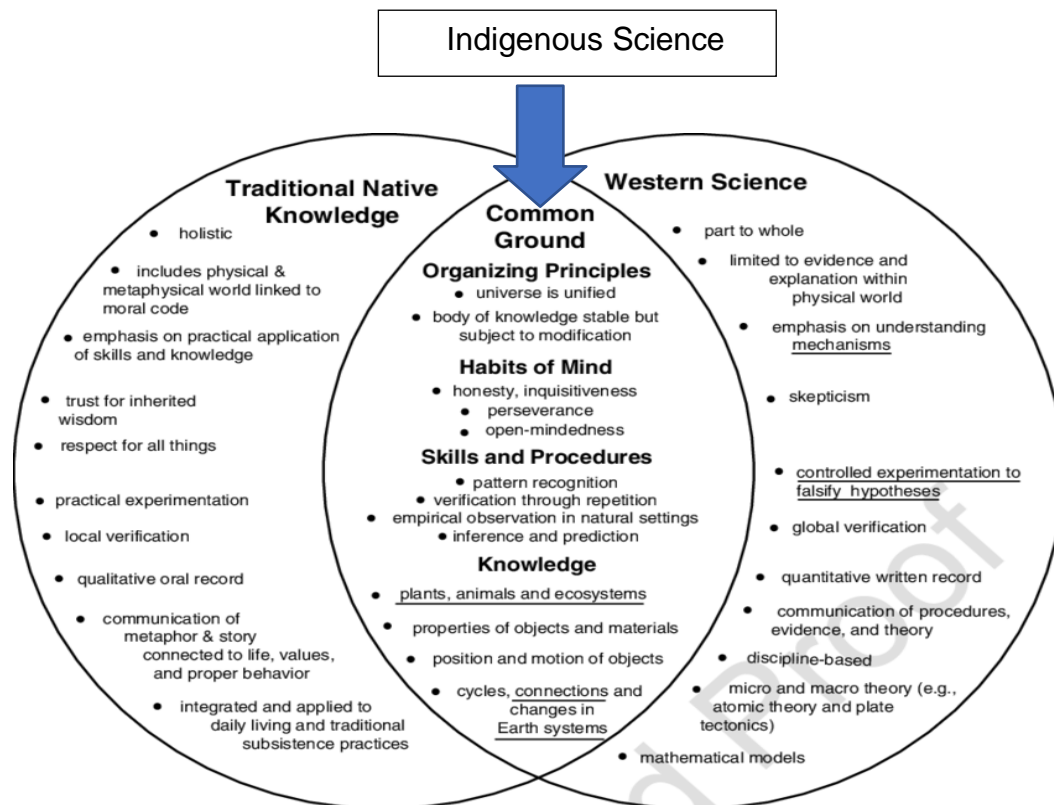 Indigenous Science
Traditional Native
Knowledge
• holistic
• includes physical &
metaphysical world linked to
moral code
• emphasis on practical application
of skills and knowledge
• trust for inherited
wisdom
• respect for all things
• practical experimentation
• local verification
• qualitative oral record
• communication of
metaphor & story
connected to life, values,
and proper behavior
• integrated and applied to
daily living and traditional
subsistence practices
Common
Ground
Organizing Principles
• universe is unified
• body of knowledge stable but
subject to modification
Habits of Mind
• honesty, inquisitiveness
• perseverance
• open-mindedness
Skills and Procedures
• pattern recognition
• verification through repetition
• empirical observation in natural settings
• inference and prediction
Knowledge
• plants, animals and ecosystems
• properties of objects and materials
• position and motion of objects
• cycles, connections and
changes in
Earth systems
Western Science
• part to whole
• limited to evidence and
explanation within
physical world
• emphasis on understanding
mechanisms
• skepticism
• controlled experimentation to
falsify hypotheses
• global verification
• quantitative written record
• communication of procedures,
evidence, and theory
• discipline-based
• micro and macro theory (e.g.,
atomic theory and plate
tectonics)
• mathematical models
Proof